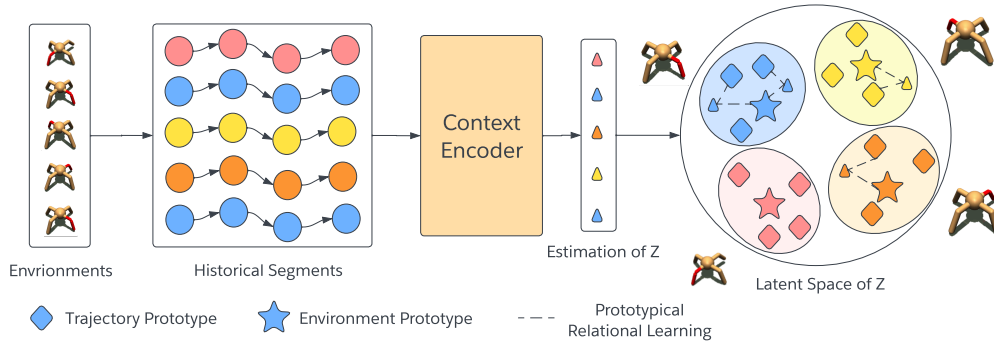 Context
Encoder
Envrionments
Historical Segments
Estimation of Z
Latent Space of Z
Trajectory Prototype
Environment Prototype
Prototypical
Relational Learning